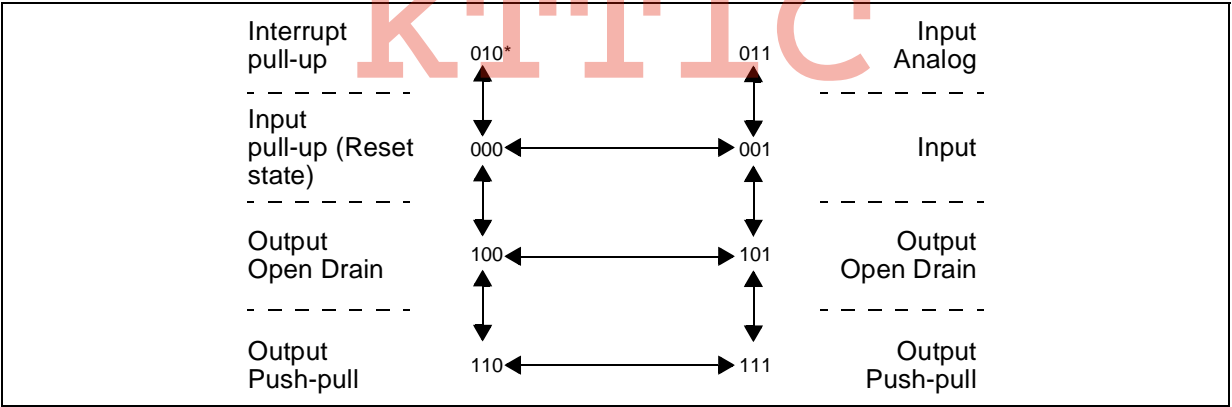 KTTIC
Interrupt
pull-up
010*
011
Input
Analog
Input
pull-up (Reset
state)
000
001
Input
Output
Open Drain
100
101
Output
Open Drain
Output
Push-pull
110
111
Output
Push-pull